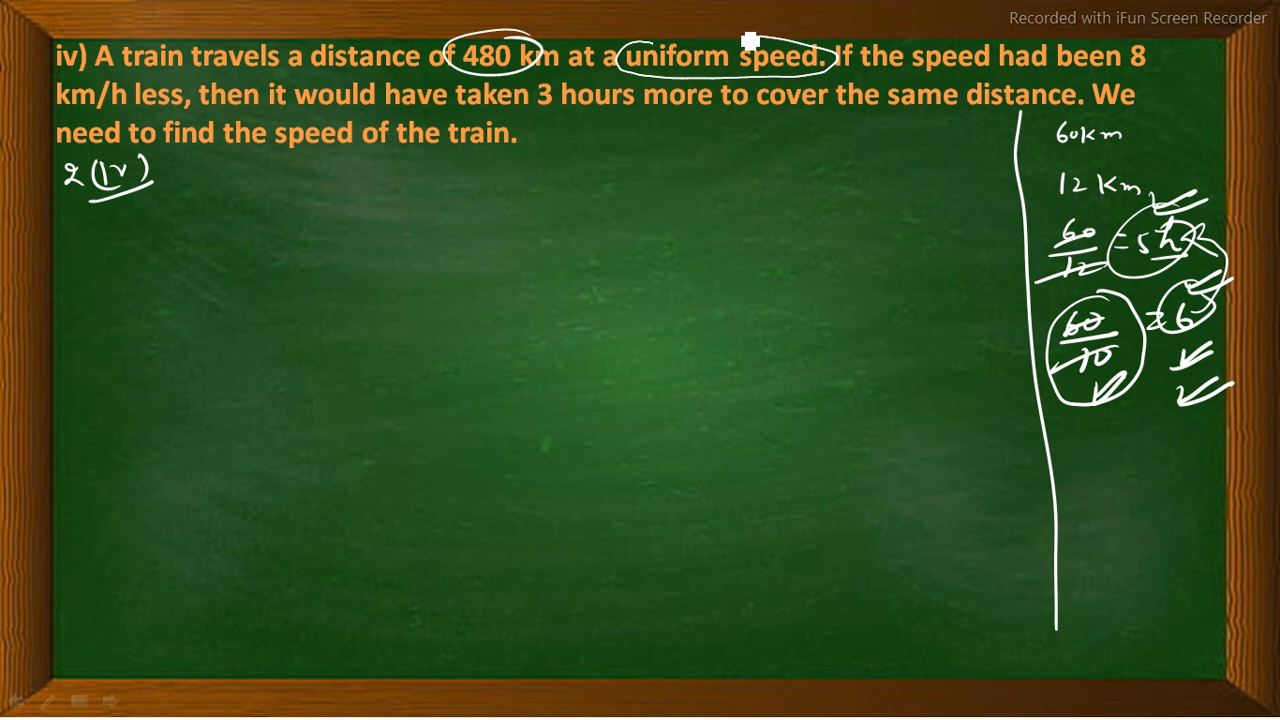 Recorded with iFun Screen Recorder
iv) A train travels a distance of 480 km at a uniform speed. If the speed had been 8
km/h less, then it would have taken 3 hours more to cover the same distance. We
need to find the speed of the train.
2 (iv)
60km
12 Km
60/12 = 5h
60/10 = 6